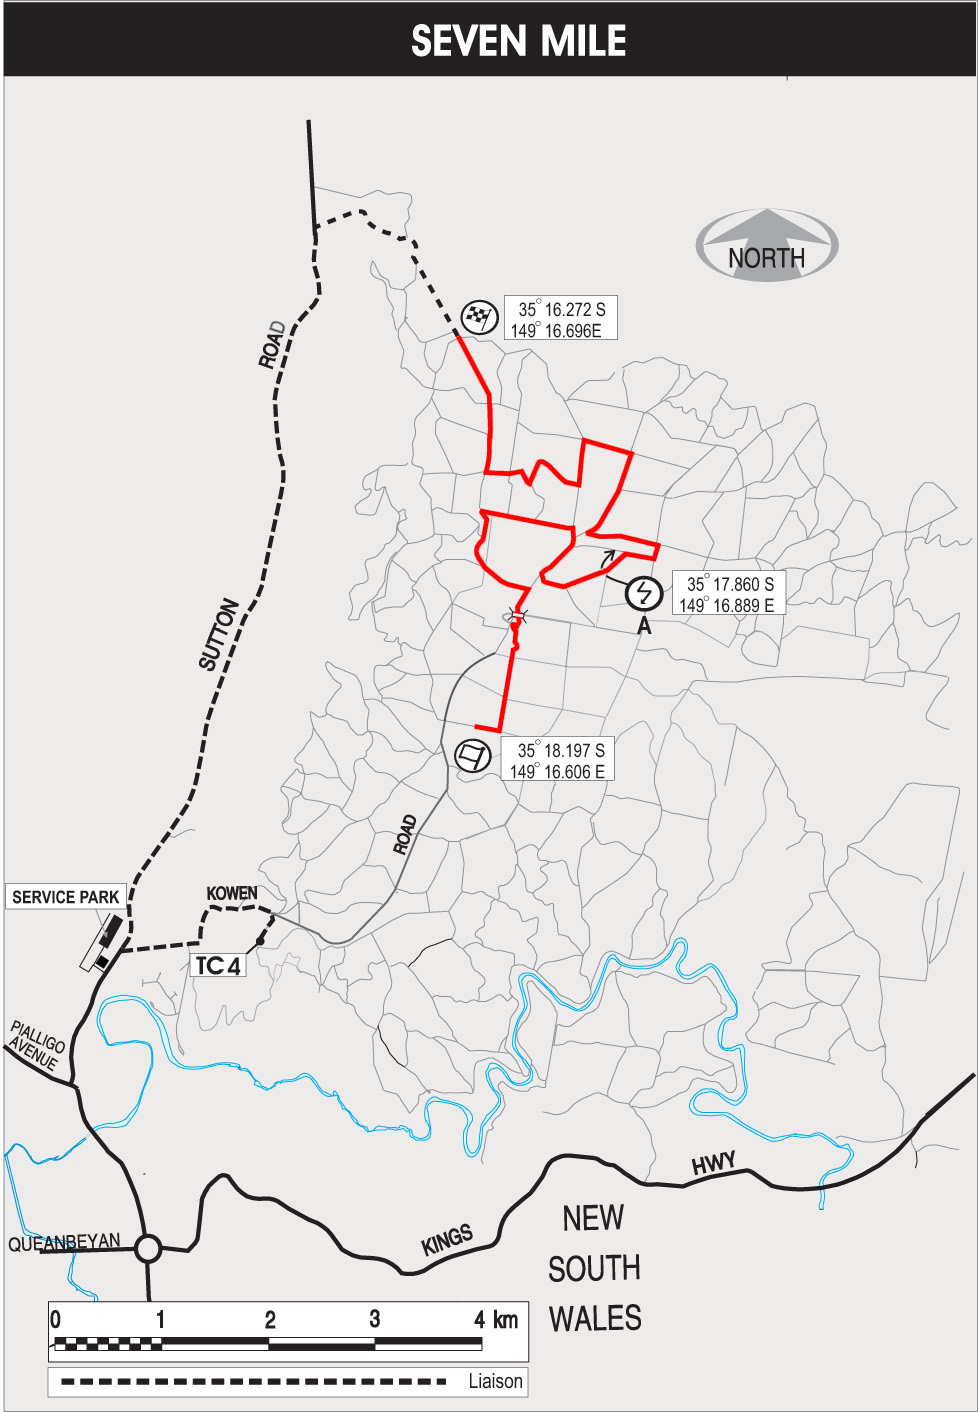 SEVEN MILE
NORTH
35° 16.272 S
149° 16.696E
ROAD
SUTTON
35° 17.860 S
149° 16.889 E
A
35° 18.197 S
149° 16.606 E
ROAD
SERVICE PARK
KOWEN
TC 4
PIALLIGO
AVENUE
HWY
KINGS
NEW
SOUTH
WALES
QUEANBEYAN
0 1 2 3 4 km
Liaison